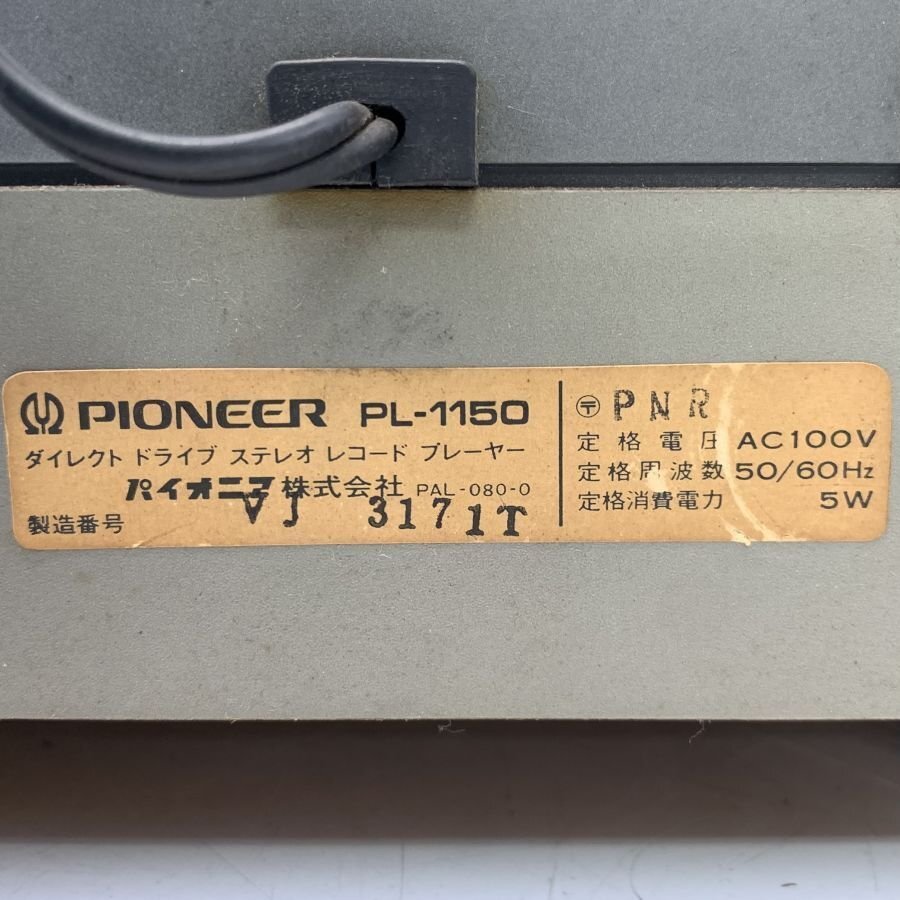 PIONEER PL-1150
ダイレクト ドライブ ステレオ レコード プレーヤー
パイオニア株式会社 PAL-080-0
製造番号 VJ 3171T
〶 PNR
定格電圧 AC100V
定格周波数 50/60Hz
定格消費電力 5W